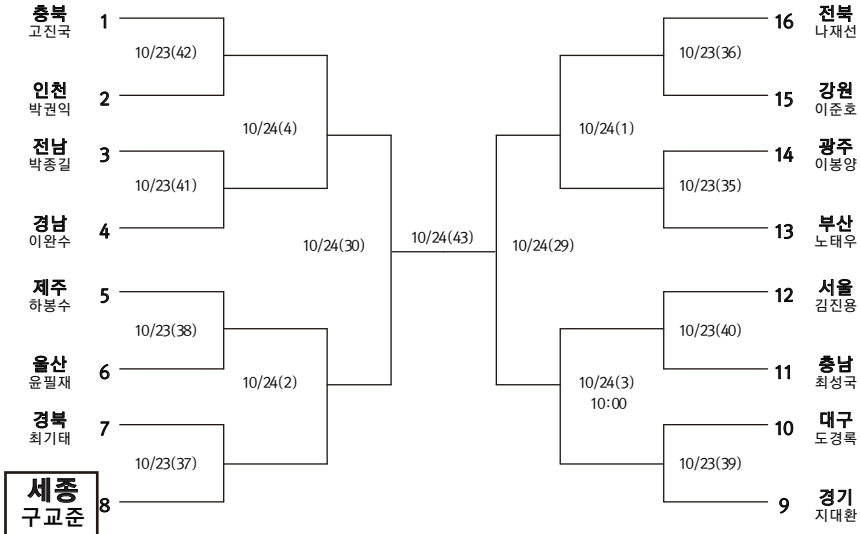 충북 1
고진국
10/23(42)
인천 2
박권익
10/24(4)
전남 3
박종길
10/23(41)
경남 4
이완수
10/24(30)
제주 5
하봉수
10/23(38)
울산 6
윤필재
10/24(2)
경북 7
최기태
10/23(37)
세종 8
구교준
10/24(43)
16 전북
나재선
10/23(36)
15 강원
이준호
10/24(1)
14 광주
이봉양
10/23(35)
13 부산
노태우
10/24(29)
12 서울
김진용
10/23(40)
11 충남
최성국
10/24(3)
10:00
10 대구
도경록
10/23(39)
9 경기
지대환